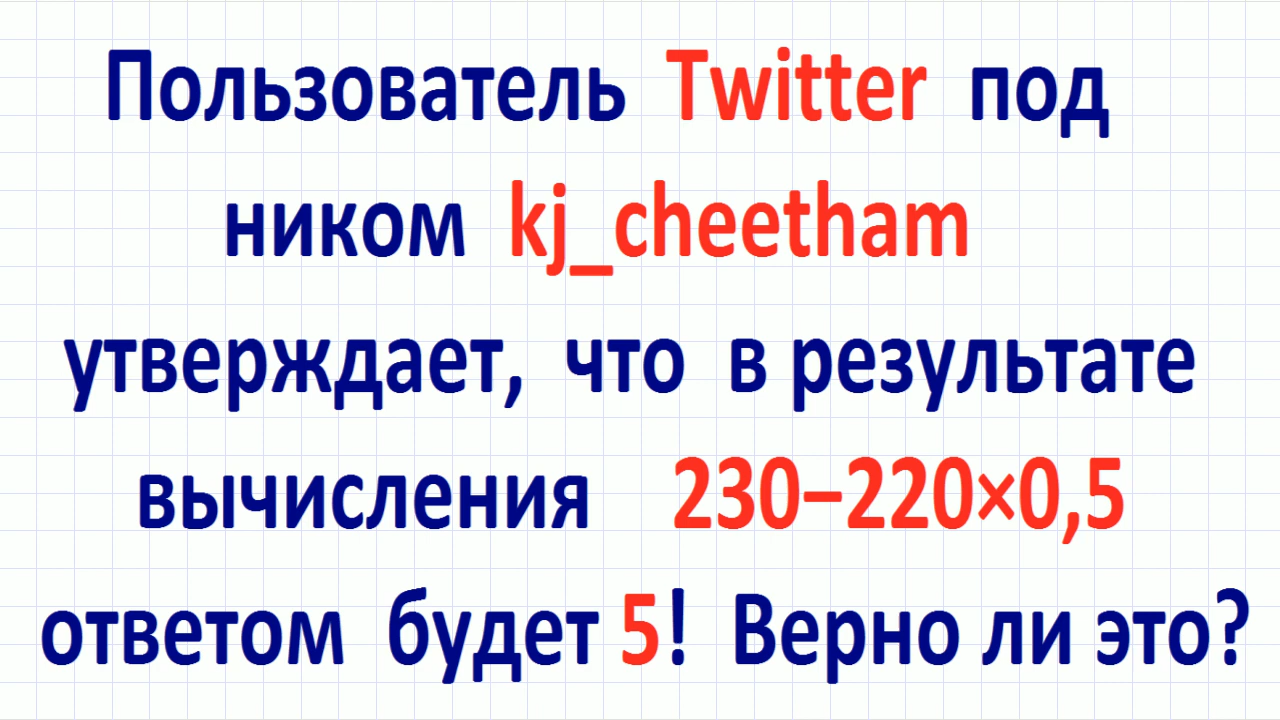 Пользователь Twitter под
ником kj_cheetham
утверждает, что в результате
вычисления 230–220×0,5
ответом будет 5! Верно ли это?